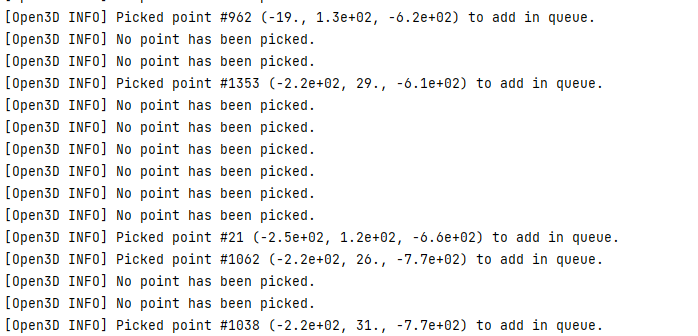 [Open3D INFO] Picked point #962 (-19., 1.3e+02, -6.2e+02) to add in queue.
[Open3D INFO] No point has been picked.
[Open3D INFO] No point has been picked.
[Open3D INFO] Picked point #1353 (-2.2e+02, 29., -6.1e+02) to add in queue.
[Open3D INFO] No point has been picked.
[Open3D INFO] No point has been picked.
[Open3D INFO] No point has been picked.
[Open3D INFO] No point has been picked.
[Open3D INFO] No point has been picked.
[Open3D INFO] No point has been picked.
[Open3D INFO] Picked point #21 (-2.5e+02, 1.2e+02, -6.6e+02) to add in queue.
[Open3D INFO] Picked point #1062 (-2.2e+02, 26., -7.7e+02) to add in queue.
[Open3D INFO] No point has been picked.
[Open3D INFO] No point has been picked.
[Open3D INFO] Picked point #1038 (-2.2e+02, 31., -7.7e+02) to add in queue.